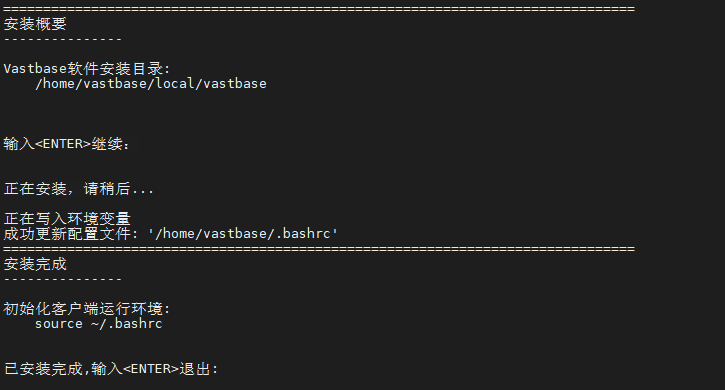 ===============================================================================
安装概要
---------------
Vastbase软件安装目录:
/home/vastbase/local/vastbase
输入<ENTER>继续:
正在安装，请稍后...
正在写入环境变量
成功更新配置文件: '/home/vastbase/.bashrc'
===============================================================================
安装完成
---------------
初始化客户端运行环境:
source ~/.bashrc
已安装完成,输入<ENTER>退出: